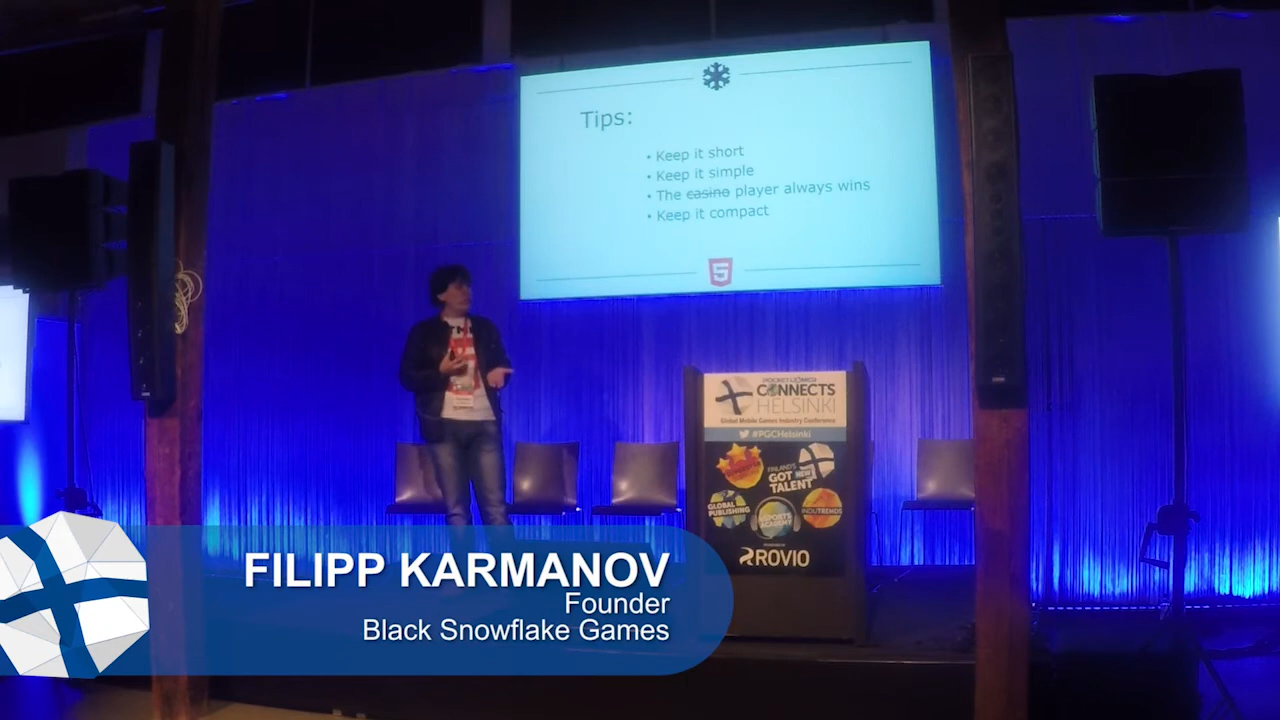 Tips:
• Keep it short
• Keep it simple
• The casino player always wins
• Keep it compact
5
POCKET GAMER
CONNECTS
HELSINKI
Global Mobile Games Industry Conference
#PGCHelsinki
FINLAND'S
GOT NEW
TALENT
GLOBAL
PUBLISHING
ESPORTS
ACADEMY
INDUTRENDS
ROVIO
FILIPP KARMANOV
Founder
Black Snowflake Games